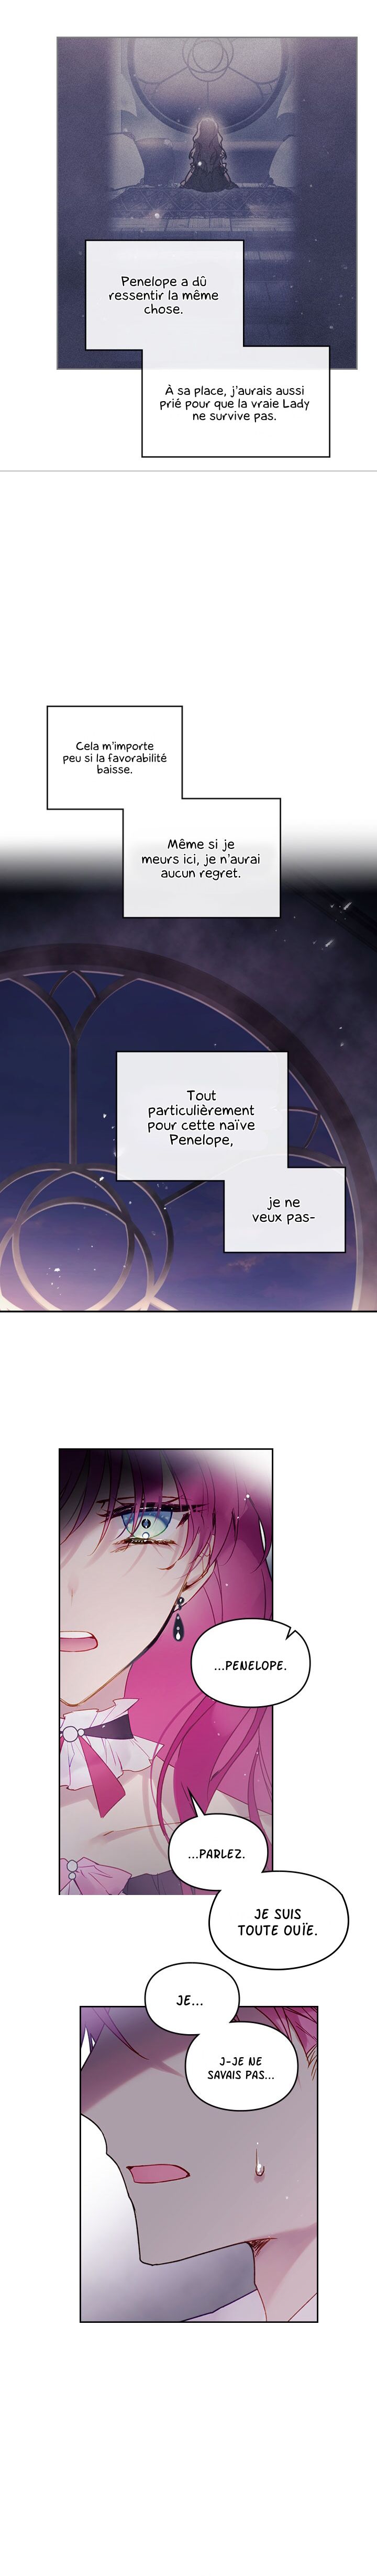 Penelope a dû
ressentir la même
chose.
À sa place, j'aurais aussi
prié pour que la vraie Lady
ne survive pas.
Cela m'importe
peu si la favorabilité
baisse.
Même si je
meurs ici, je n'aurai
aucun regret.
Tout
particulièrement
pour cette naïve
Penelope,
je ne
veux pas-
...PENELOPE.
...PARLEZ.
JE SUIS
TOUTE OUÏE.
JE...
J-JE NE
SAVAIS PAS...